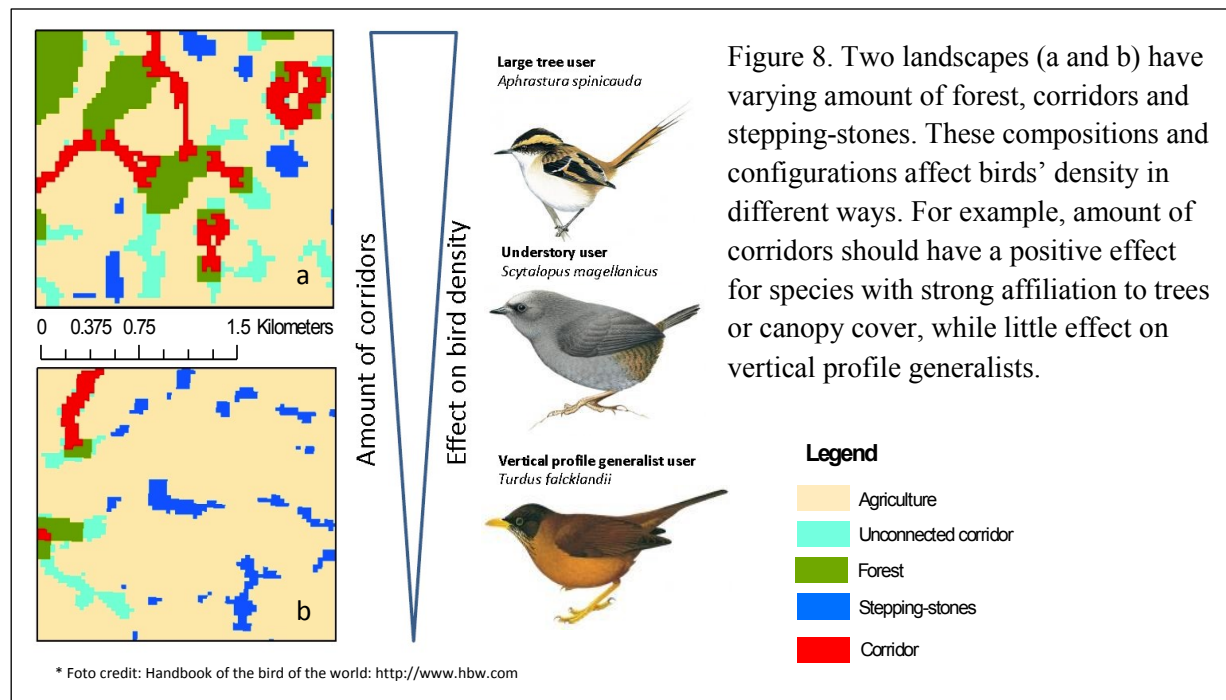 Large tree user
Aphrastura spinicauda
Understory user
Scytalopus magellanicus
Vertical profile generalist user
Turdus falcklandii
Amount of corridors
Effect on bird density
a
0 0.375 0.75 1.5 Kilometers
b
* Foto credit: Handbook of the bird of the world: http://www.hbw.com
Figure 8. Two landscapes (a and b) have
varying amount of forest, corridors and
stepping-stones. These compositions and
configurations affect birds’ density in
different ways. For example, amount of
corridors should have a positive effect
for species with strong affiliation to trees
or canopy cover, while little effect on
vertical profile generalists.
Legend
Agriculture
Unconnected corridor
Forest
Stepping-stones
Corridor